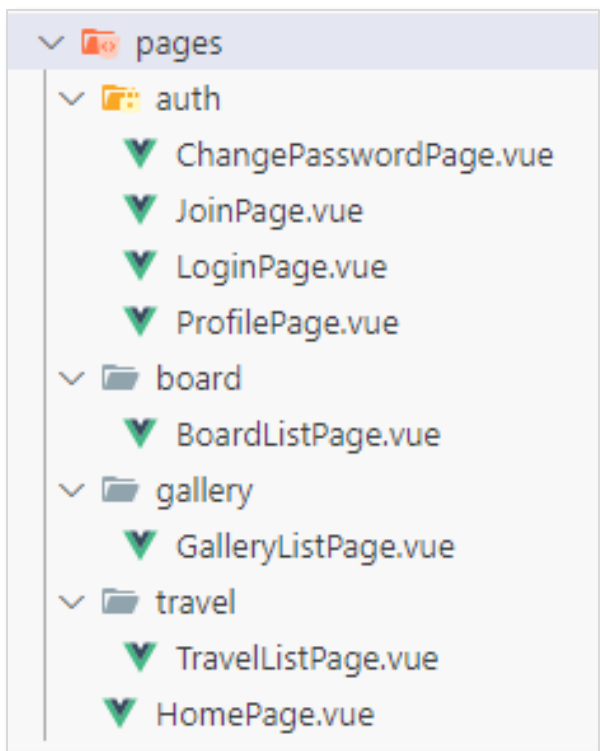 pages
auth
ChangePasswordPage.vue
JoinPage.vue
LoginPage.vue
ProfilePage.vue
board
BoardListPage.vue
gallery
GalleryListPage.vue
travel
TravelListPage.vue
HomePage.vue